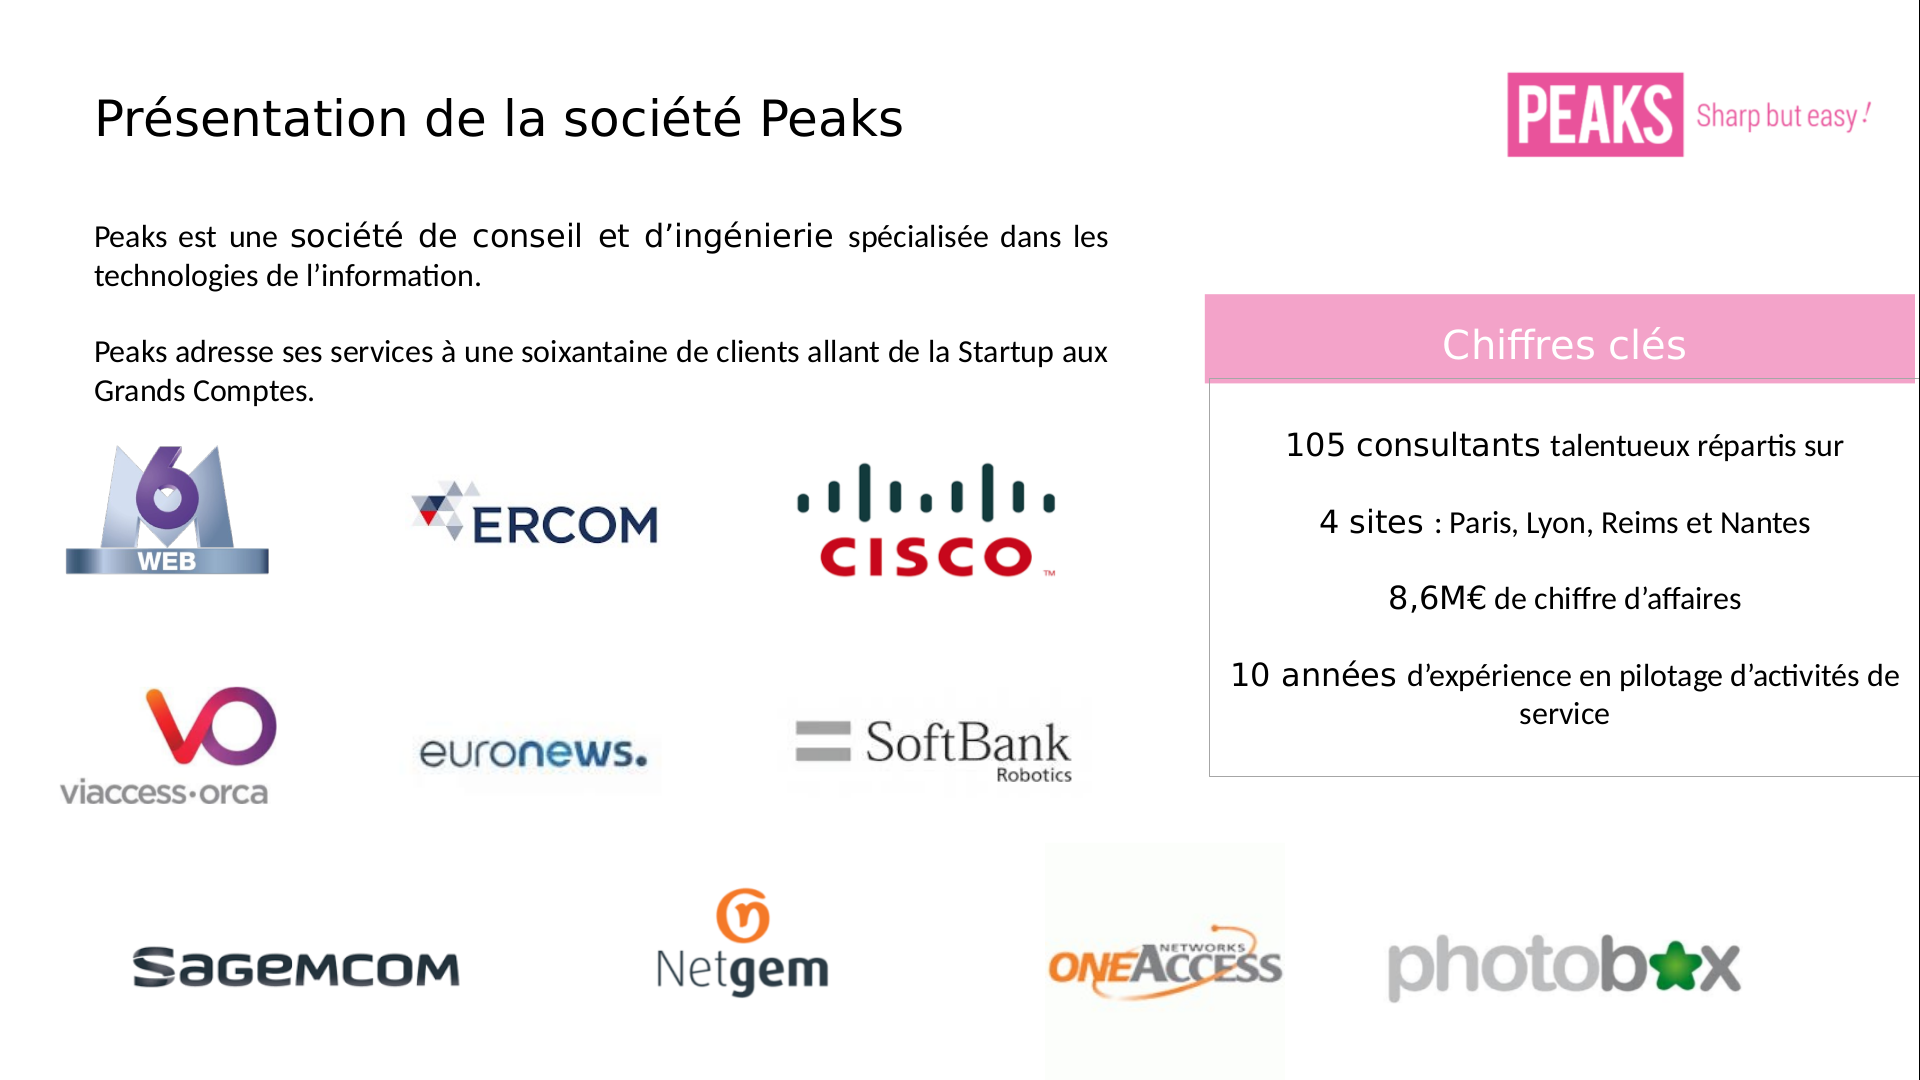 Présentation de la société Peaks
PEAKS Sharp but easy !
Peaks est une société de conseil et d’ingénierie spécialisée dans les
technologies de l’information.
Peaks adresse ses services à une soixantaine de clients allant de la Startup aux
Grands Comptes.
Chiffres clés
105 consultants talentueux répartis sur
4 sites : Paris, Lyon, Reims et Nantes
8,6M€ de chiffre d’affaires
10 années d’expérience en pilotage d’activités de
service
M6
WEB
ERCOM
CISCO
TM
VO
viaccess•orca
euronews.
SoftBank
Robotics
SAGEMCOM
n
Netgem
NETWORKS
ONEACCESS
photobox